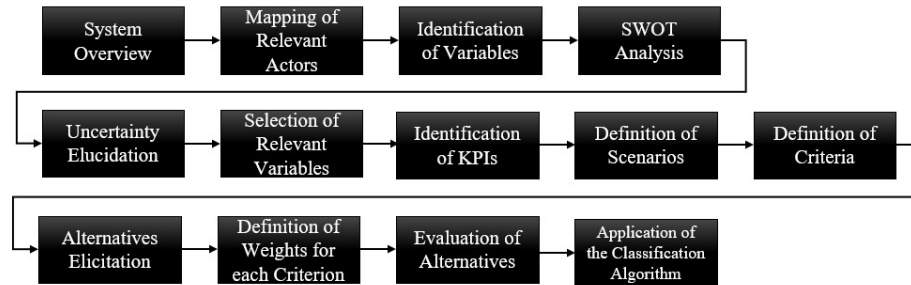 System
Overview
Mapping of
Relevant
Actors
Identification
of Variables
SWOT
Analysis
Uncertainty
Elucidation
Selection of
Relevant
Variables
Identification
of KPIs
Definition of
Scenarios
Definition of
Criteria
Alternatives
Elicitation
Definition of
Weights for
each Criterion
Evaluation of
Alternatives
Application of
the Classification
Algorithm